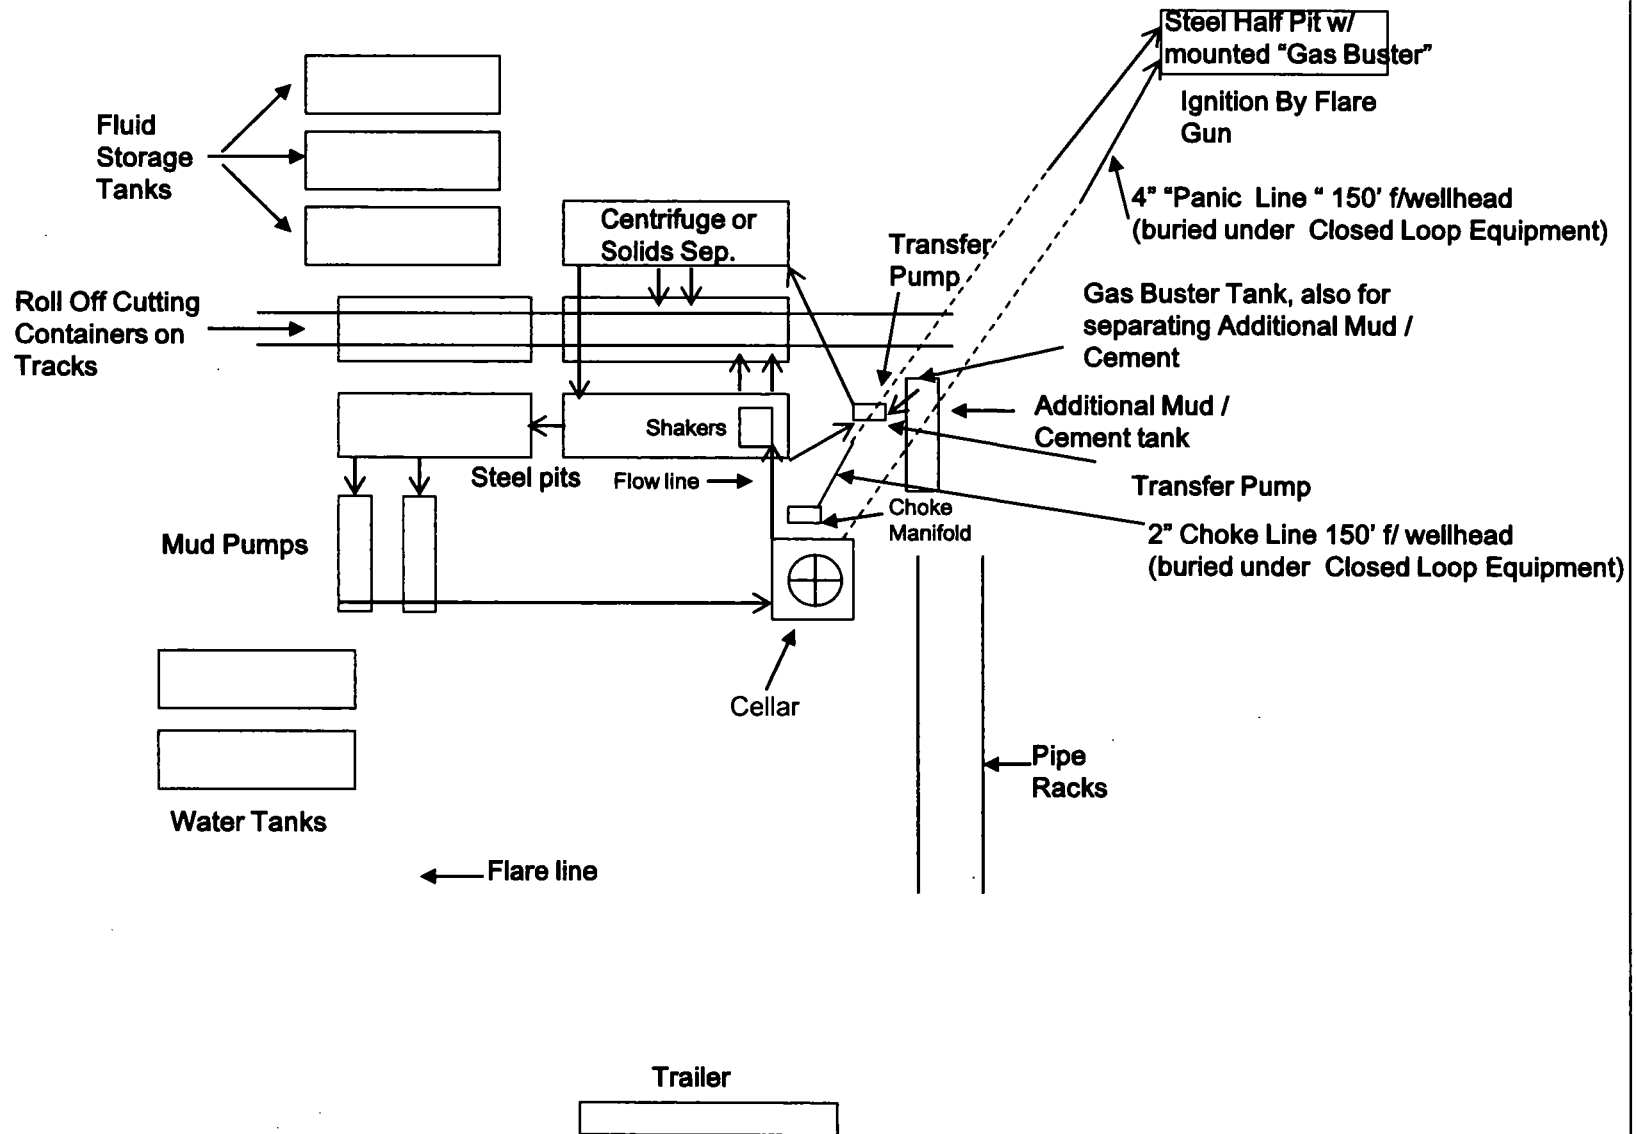 Steel Half Pit w/
mounted “Gas Buster”
Ignition By Flare
Gun
Fluid
Storage
Tanks
4” “Panic Line “ 150’ f/wellhead
(buried under Closed Loop Equipment)
Centrifuge or
Solids Sep.
Transfer
Pump
Roll Off Cutting
Containers on
Tracks
Gas Buster Tank, also for
separating Additional Mud /
Cement
Additional Mud /
Cement tank
Shakers
Steel pits
Flow line
Transfer Pump
Choke
Manifold
2” Choke Line 150’ f/ wellhead
(buried under Closed Loop Equipment)
Mud Pumps
Cellar
Pipe
Racks
Water Tanks
Flare line
Trailer